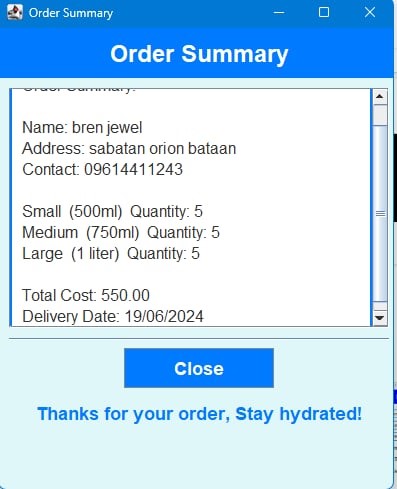 Order Summary
Order Summary
Order Summary:
Name: bren jewel
Address: sabatan orion bataan
Contact: 09614411243
Small (500ml) Quantity: 5
Medium (750ml) Quantity: 5
Large (1 liter) Quantity: 5
Total Cost: 550.00
Delivery Date: 19/06/2024
Close
Thanks for your order, Stay hydrated!